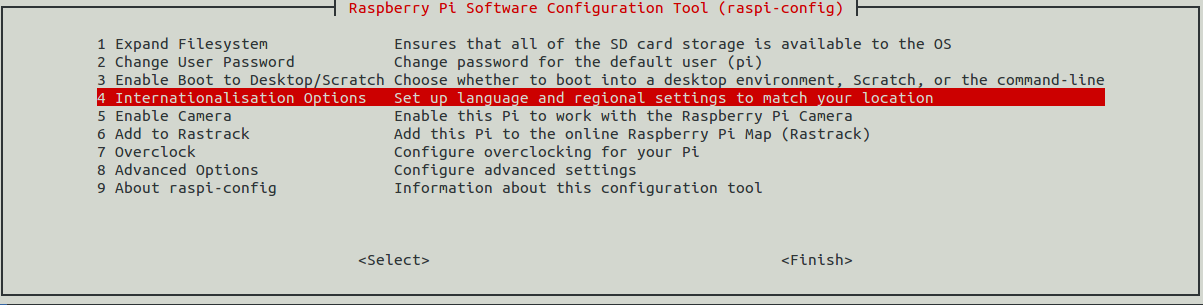 Raspberry Pi Software Configuration Tool (raspi-config)
1 Expand Filesystem Ensures that all of the SD card storage is available to the OS
2 Change User Password Change password for the default user (pi)
3 Enable Boot to Desktop/Scratch Choose whether to boot into a desktop environment, Scratch, or the command-line
4 Internationalisation Options Set up language and regional settings to match your location
5 Enable Camera Enable this Pi to work with the Raspberry Pi Camera
6 Add to Rastrack Add this Pi to the online Raspberry Pi Map (Rastrack)
7 Overclock Configure overclocking for your Pi
8 Advanced Options Configure advanced settings
9 About raspi-config Information about this configuration tool
<Select> <Finish>